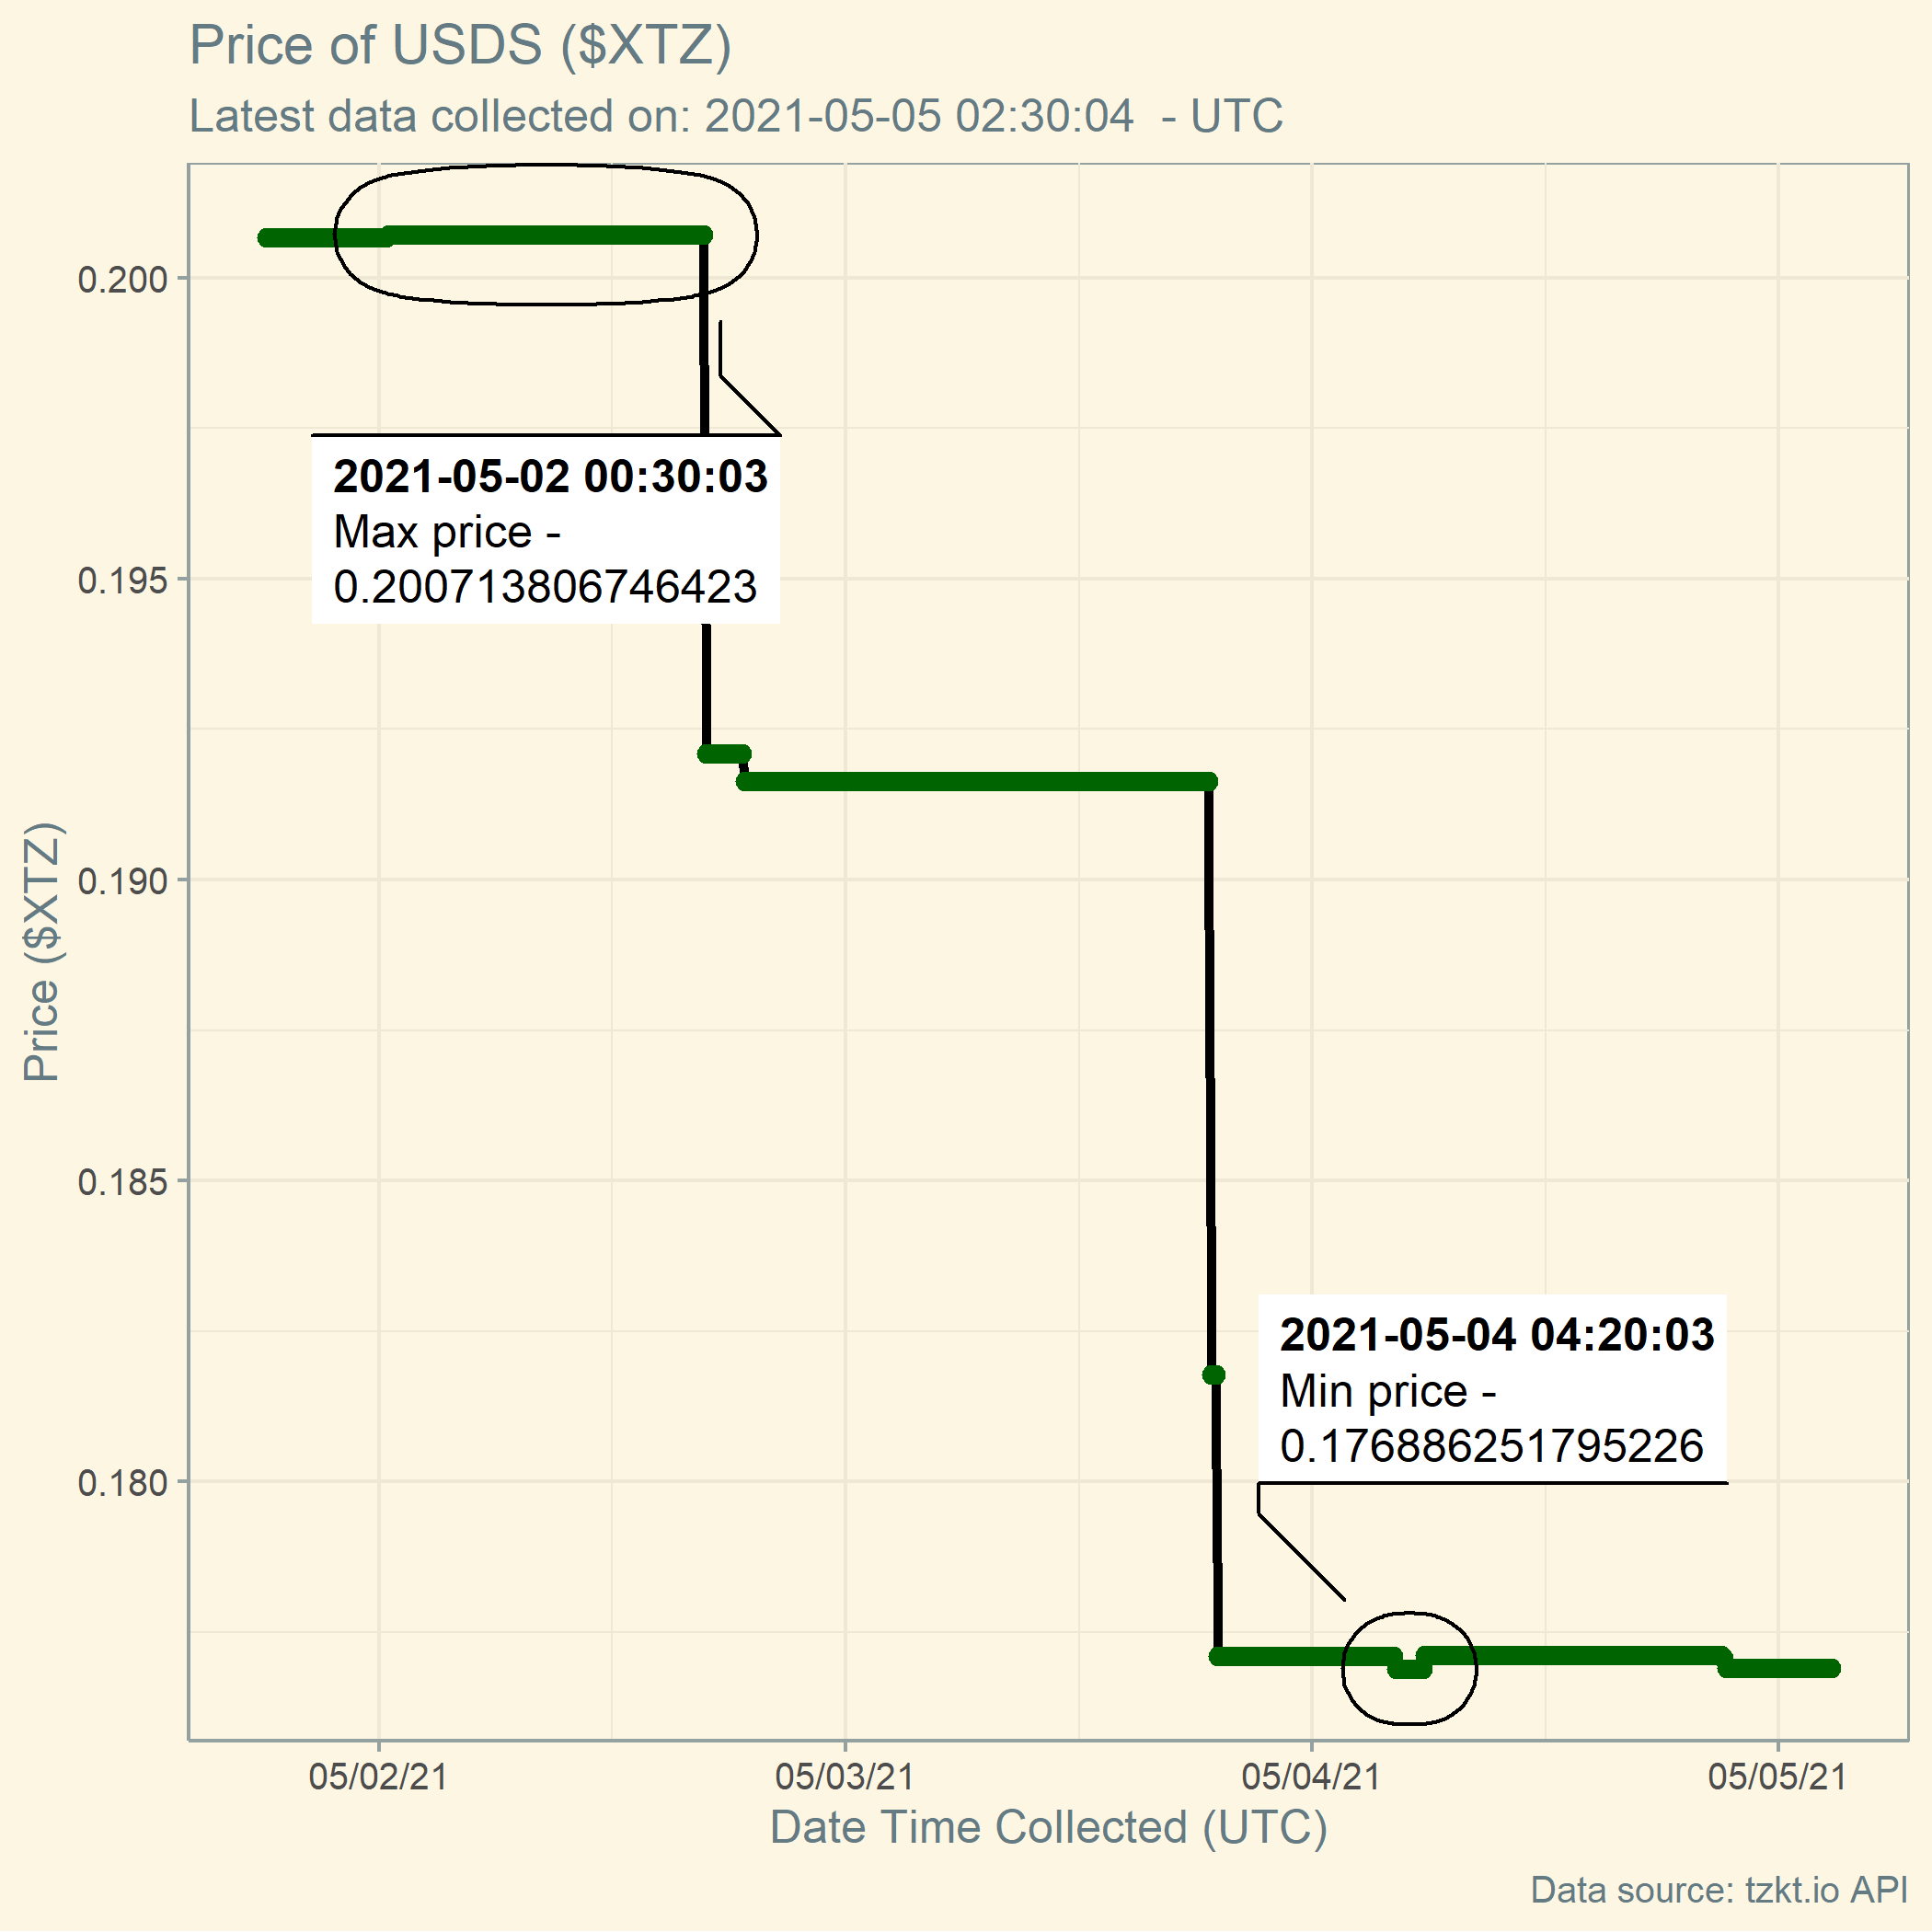 Price of USDS ($XTZ)
Latest data collected on: 2021-05-05 02:30:04  - UTC
0.200
0.195
0.190
0.185
0.180
Price ($XTZ)
2021-05-02 00:30:03
Max price -
0.200713806746423
2021-05-04 04:20:03
Min price -
0.176886251795226
05/02/21
05/03/21
05/04/21
05/05/21
Date Time Collected (UTC)
Data source: tzkt.io API